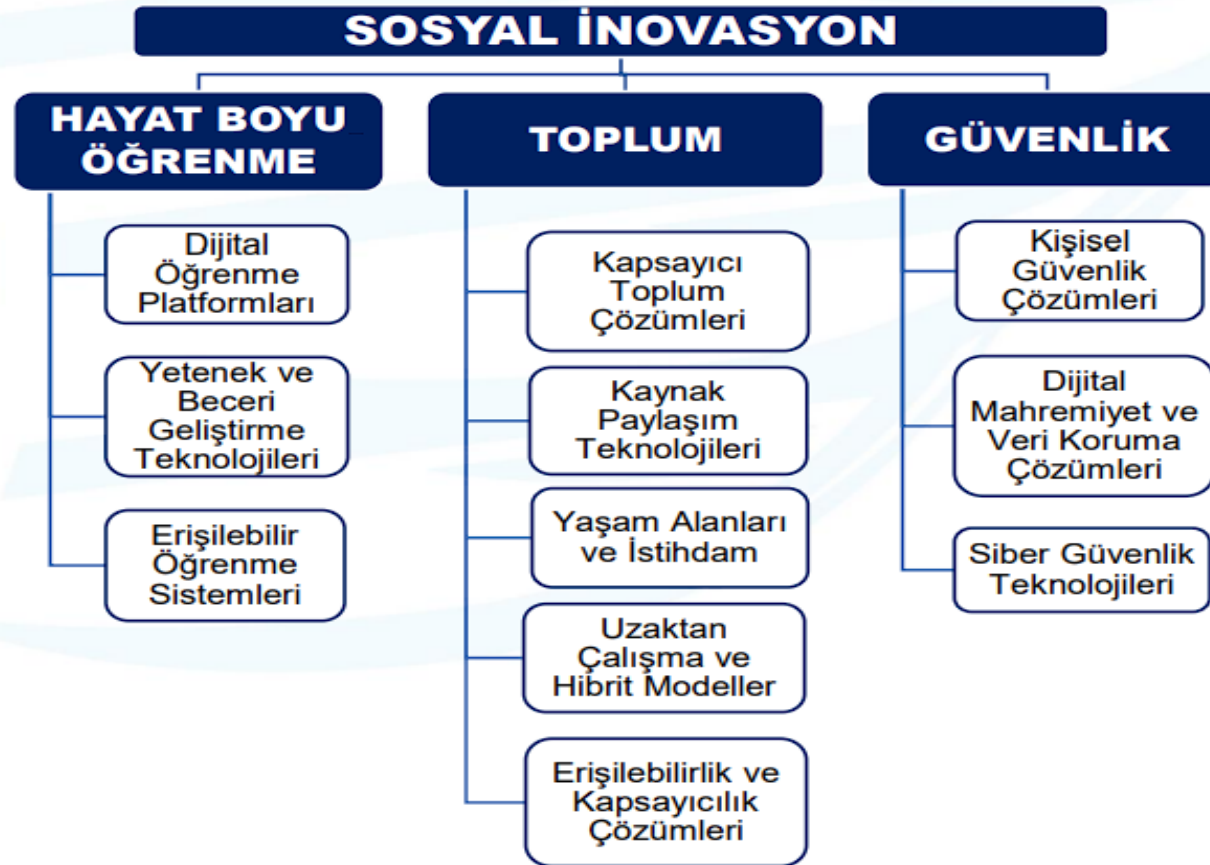 SOSYAL İNOVASYON
HAYAT BOYU
ÖĞRENME
Dijital
Öğrenme
Platformları
Yetenek ve
Beceri
Geliştirme
Teknolojileri
Erişilebilir
Öğrenme
Sistemleri
TOPLUM
Kapsayıcı
Toplum
Çözümleri
Kaynak
Paylaşım
Teknolojileri
Yaşam Alanları
ve İstihdam
Uzaktan
Çalışma ve
Hibrit Modeller
Erişilebilirlik ve
Kapsayıcılık
Çözümleri
GÜVENLİK
Kişisel
Güvenlik
Çözümleri
Dijital
Mahremiyet ve
Veri Koruma
Çözümleri
Siber Güvenlik
Teknolojileri